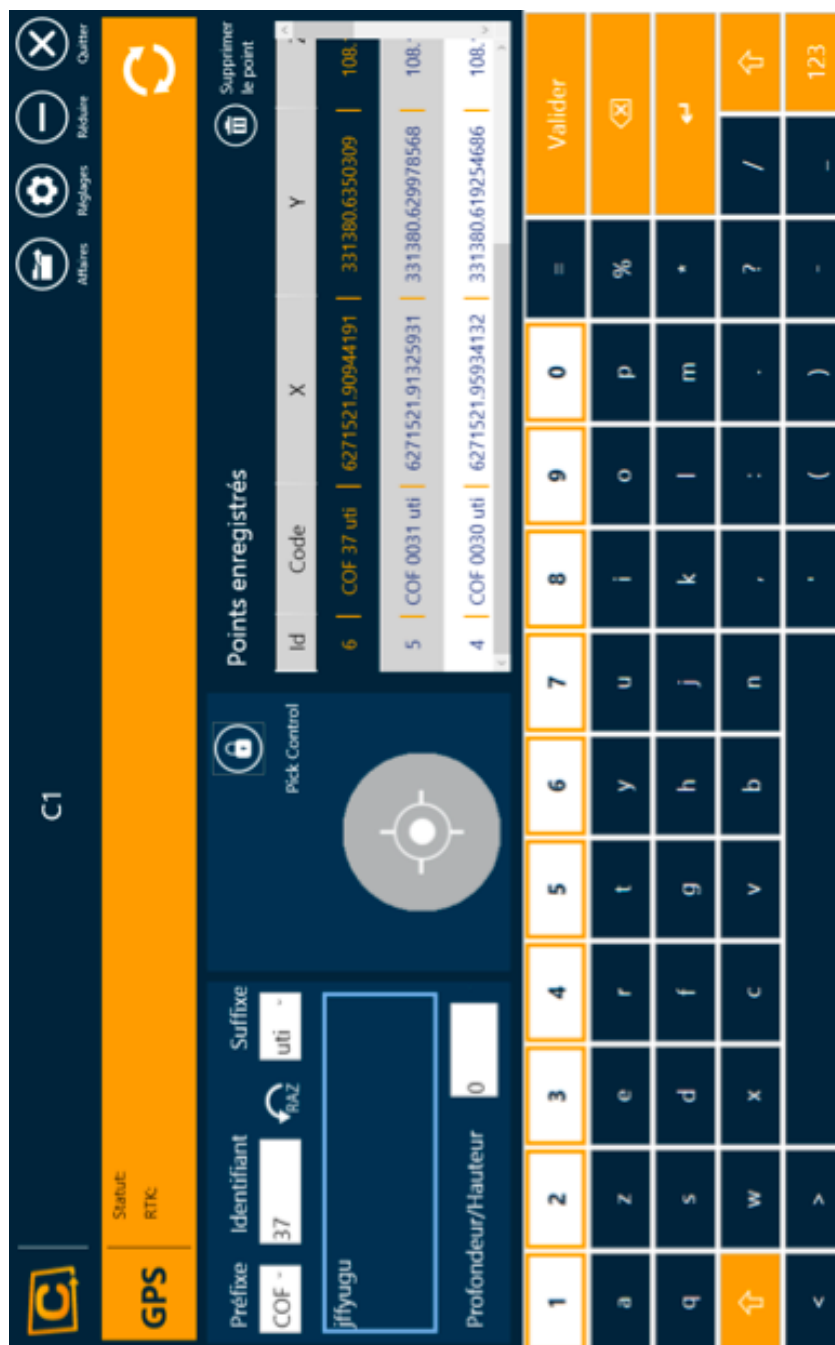 C
C1
Affaires
Réglages
Réduire
Quitter
GPS
Statut:
RTK:
Préfixe Identifiant Suffixe
COF 37 RAZ uti
jffyugu
Profondeur/Hauteur 0
Pick Control
Points enregistrés
Supprimer
le point
Id Code X Y
6 | COF 37 uti | 6271521.90944191 | 331380.6350309 | 108.
5 | COF 0031 uti | 6271521.91325931 | 331380.629978568 | 108.
4 | COF 0030 uti | 6271521.95934132 | 331380.619254686 | 108.
1 2 3 4 5 6 7 8 9 0 = Valider
a z e r t y u i o p %
q s d f g h j k l m *
w x c v b n , : . ? /
< > ' ( ) - _ 123